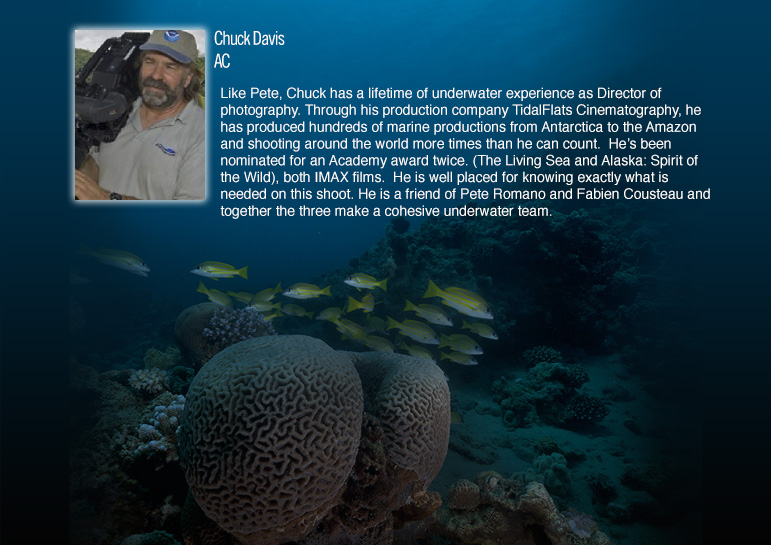 Chuck Davis
AC
Like Pete, Chuck has a lifetime of underwater experience as Director of
photography. Through his production company TidalFlats Cinematography, he
has produced hundreds of marine productions from Antarctica to the Amazon
and shooting around the world more times than he can count.  He's been
nominated for an Academy award twice. (The Living Sea and Alaska: Spirit of
the Wild), both IMAX films.  He is well placed for knowing exactly what is
needed on this shoot. He is a friend of Pete Romano and Fabien Cousteau and
together the three make a cohesive underwater team.